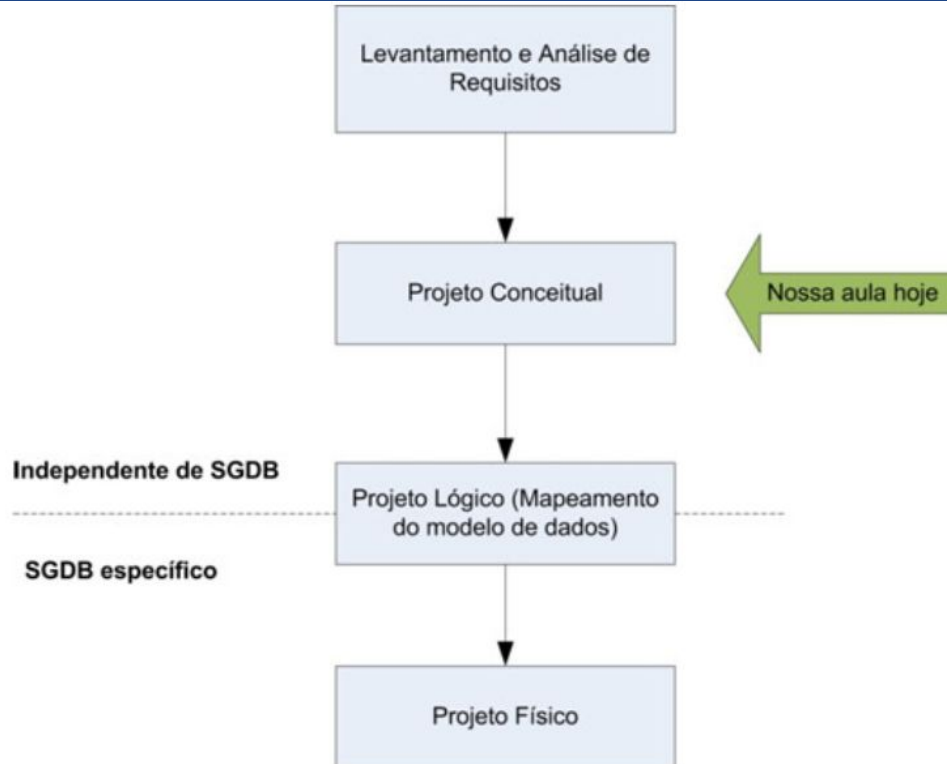 Levantamento e Análise de
Requisitos
Projeto Conceitual
Nossa aula hoje
Independente de SGDB
Projeto Lógico (Mapeamento
do modelo de dados)
SGDB específico
Projeto Físico